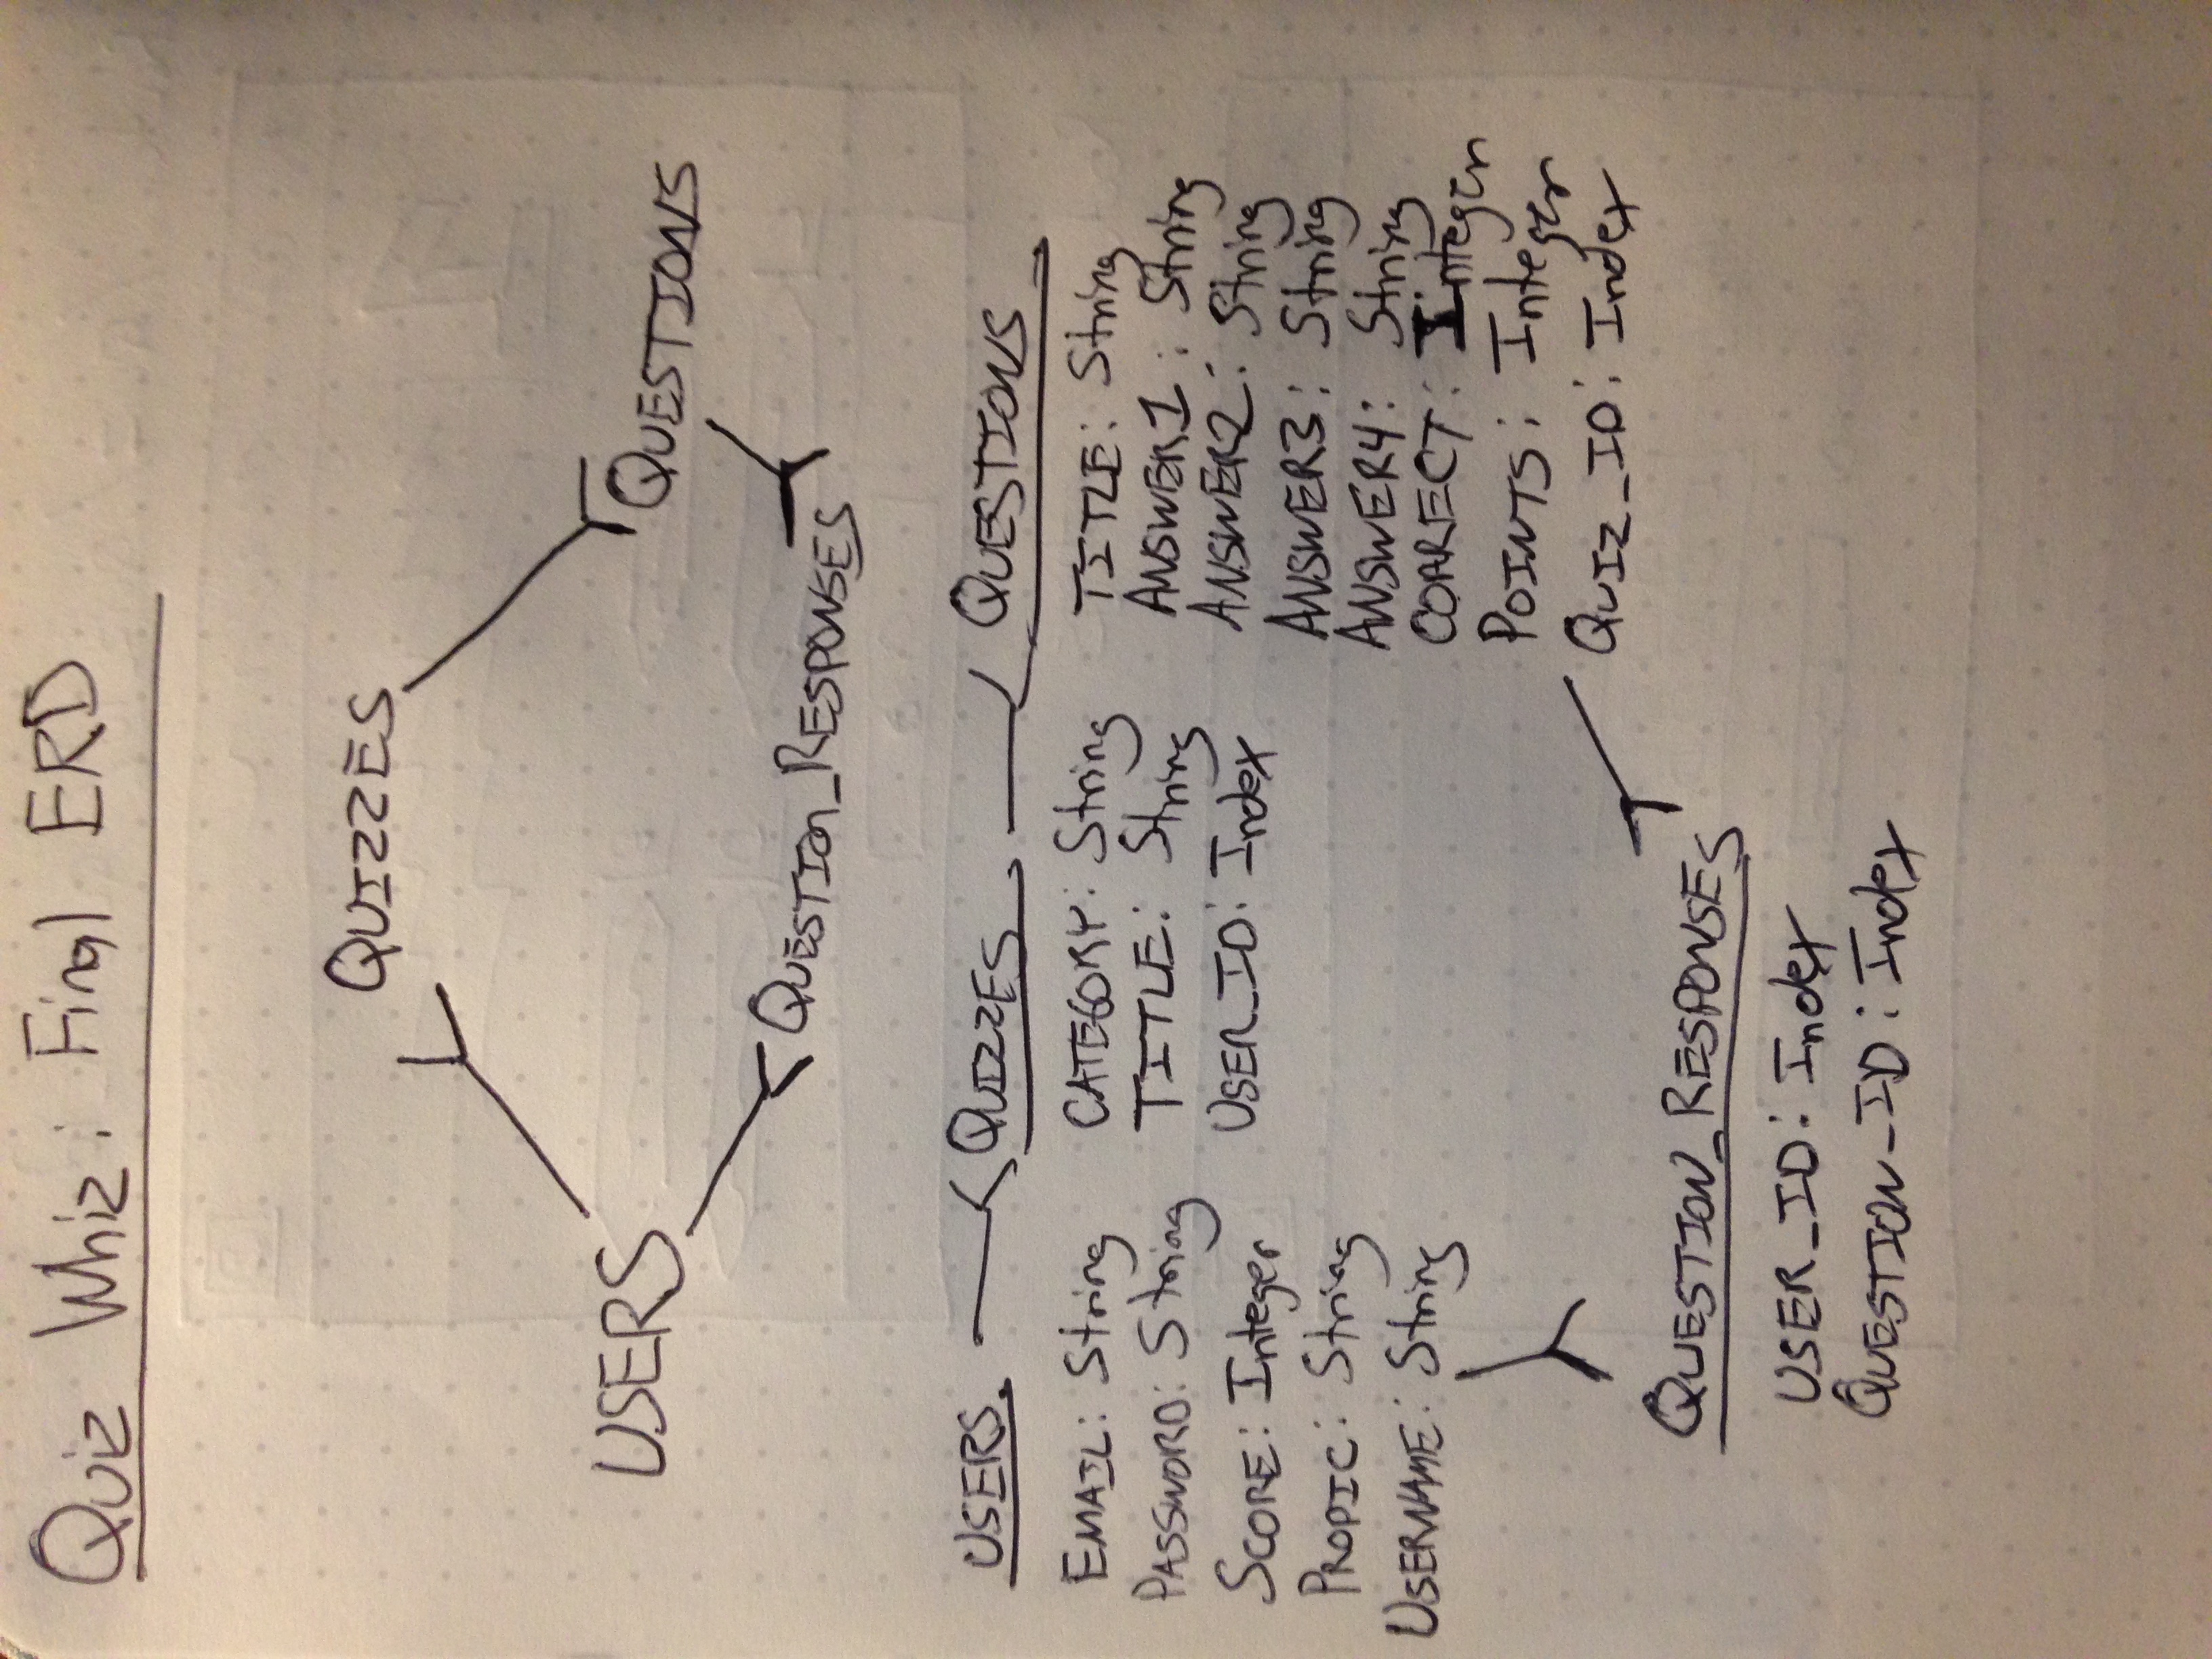 Quiz Whiz: Final ERD
QUIZZES
USERS
QUESTIONS
QUESTION_RESPONSES
USERS QUIZZES QUESTIONS
EMAIL: String CATEGORY: String TITLE: String
PASSWORD: String TITLE: String ANSWER1: String
SCORE: Integer USER_ID: Index ANSWER2: String
PROPIC: String ANSWER3: String
USERNAME: String ANSWER4: String
CORRECT: Integer
POINTS: Integer
QUIZ_ID: Index
QUESTION_RESPONSES
USER_ID: Index
QUESTION_ID: Index